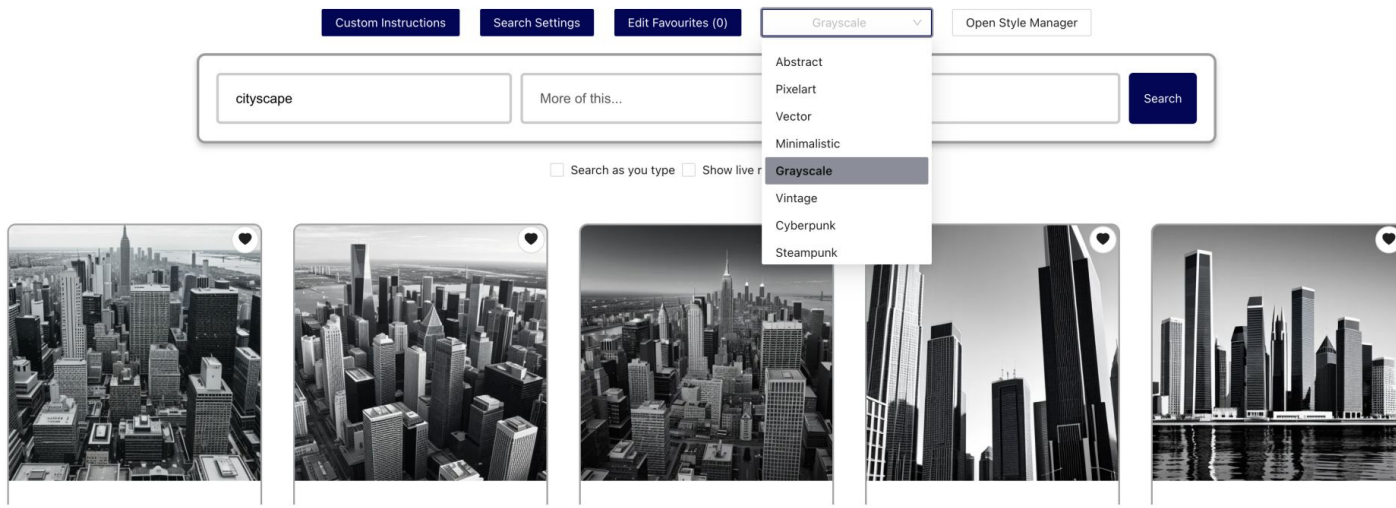 Custom Instructions
Search Settings
Edit Favourites (0)
Grayscale
Open Style Manager
cityscape
More of this...
Search
Abstract
Pixelart
Vector
Minimalistic
Grayscale
Vintage
Cyberpunk
Steampunk
Search as you type
Show live r